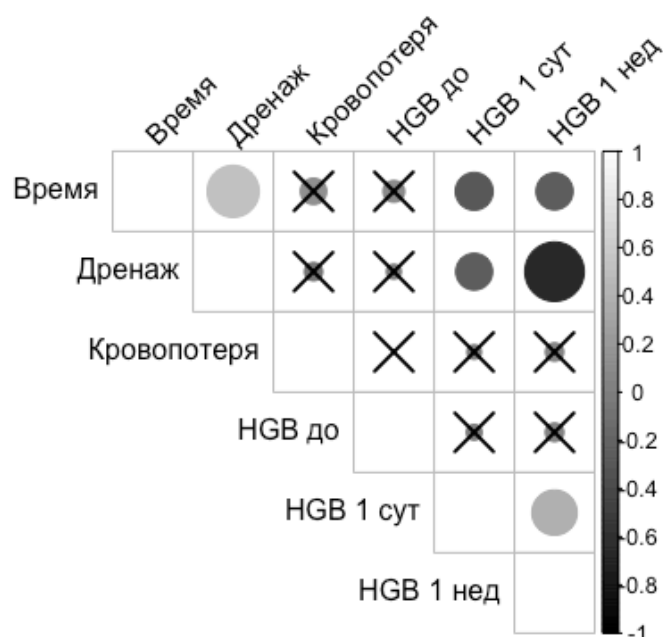 Время
Дренаж
Кровопотеря
HGB до
HGB 1 сут
HGB 1 нед
Время
Дренаж
Кровопотеря
HGB до
HGB 1 сут
HGB 1 нед
1
0.8
0.6
0.4
0.2
0
-0.2
-0.4
-0.6
-0.8
-1